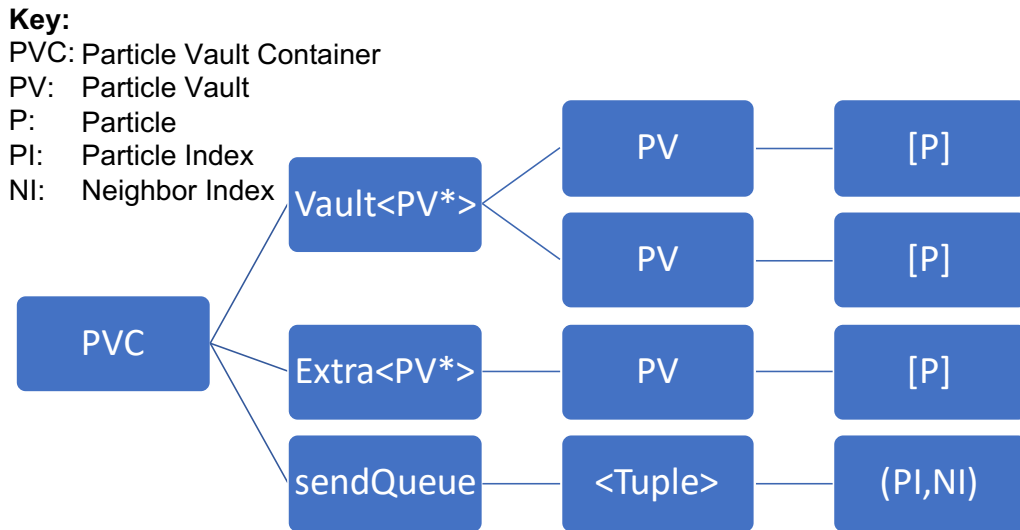 Key:
PVC: Particle Vault Container
PV: Particle Vault
P: Particle
PI: Particle Index
NI: Neighbor Index
PVC
Vault<PV*>
PV
[P]
PV
[P]
Extra<PV*>
PV
[P]
sendQueue
<Tuple>
(PI,NI)